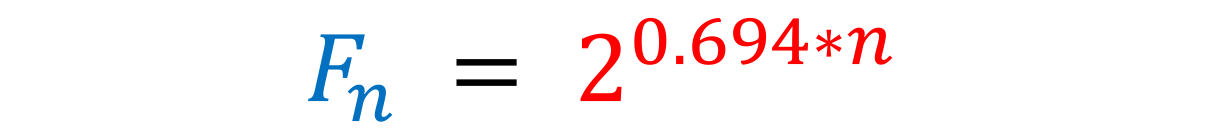 Fₙ = 2^{0.694*n}